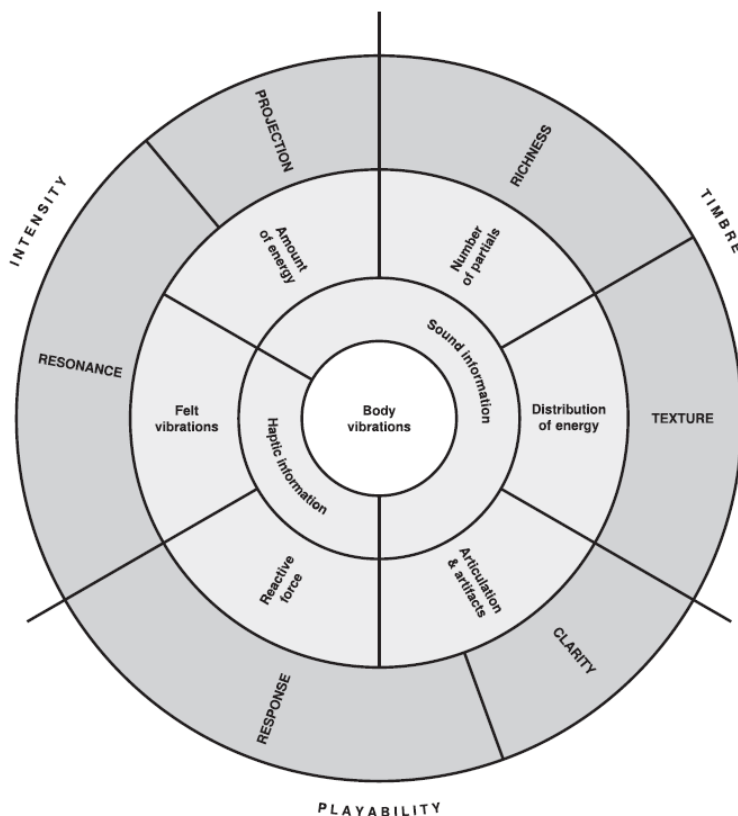 PROJECTION
RICHNESS
INTENSITY
TIMBRE
Amount
of energy
Number
of partials
Sound information
RESONANCE
Felt
vibrations
Haptic information
Body
vibrations
Distribution
of energy
TEXTURE
Reactive
force
Articulation
& artifacts
CLARITY
RESPONSE
PLAYABILITY